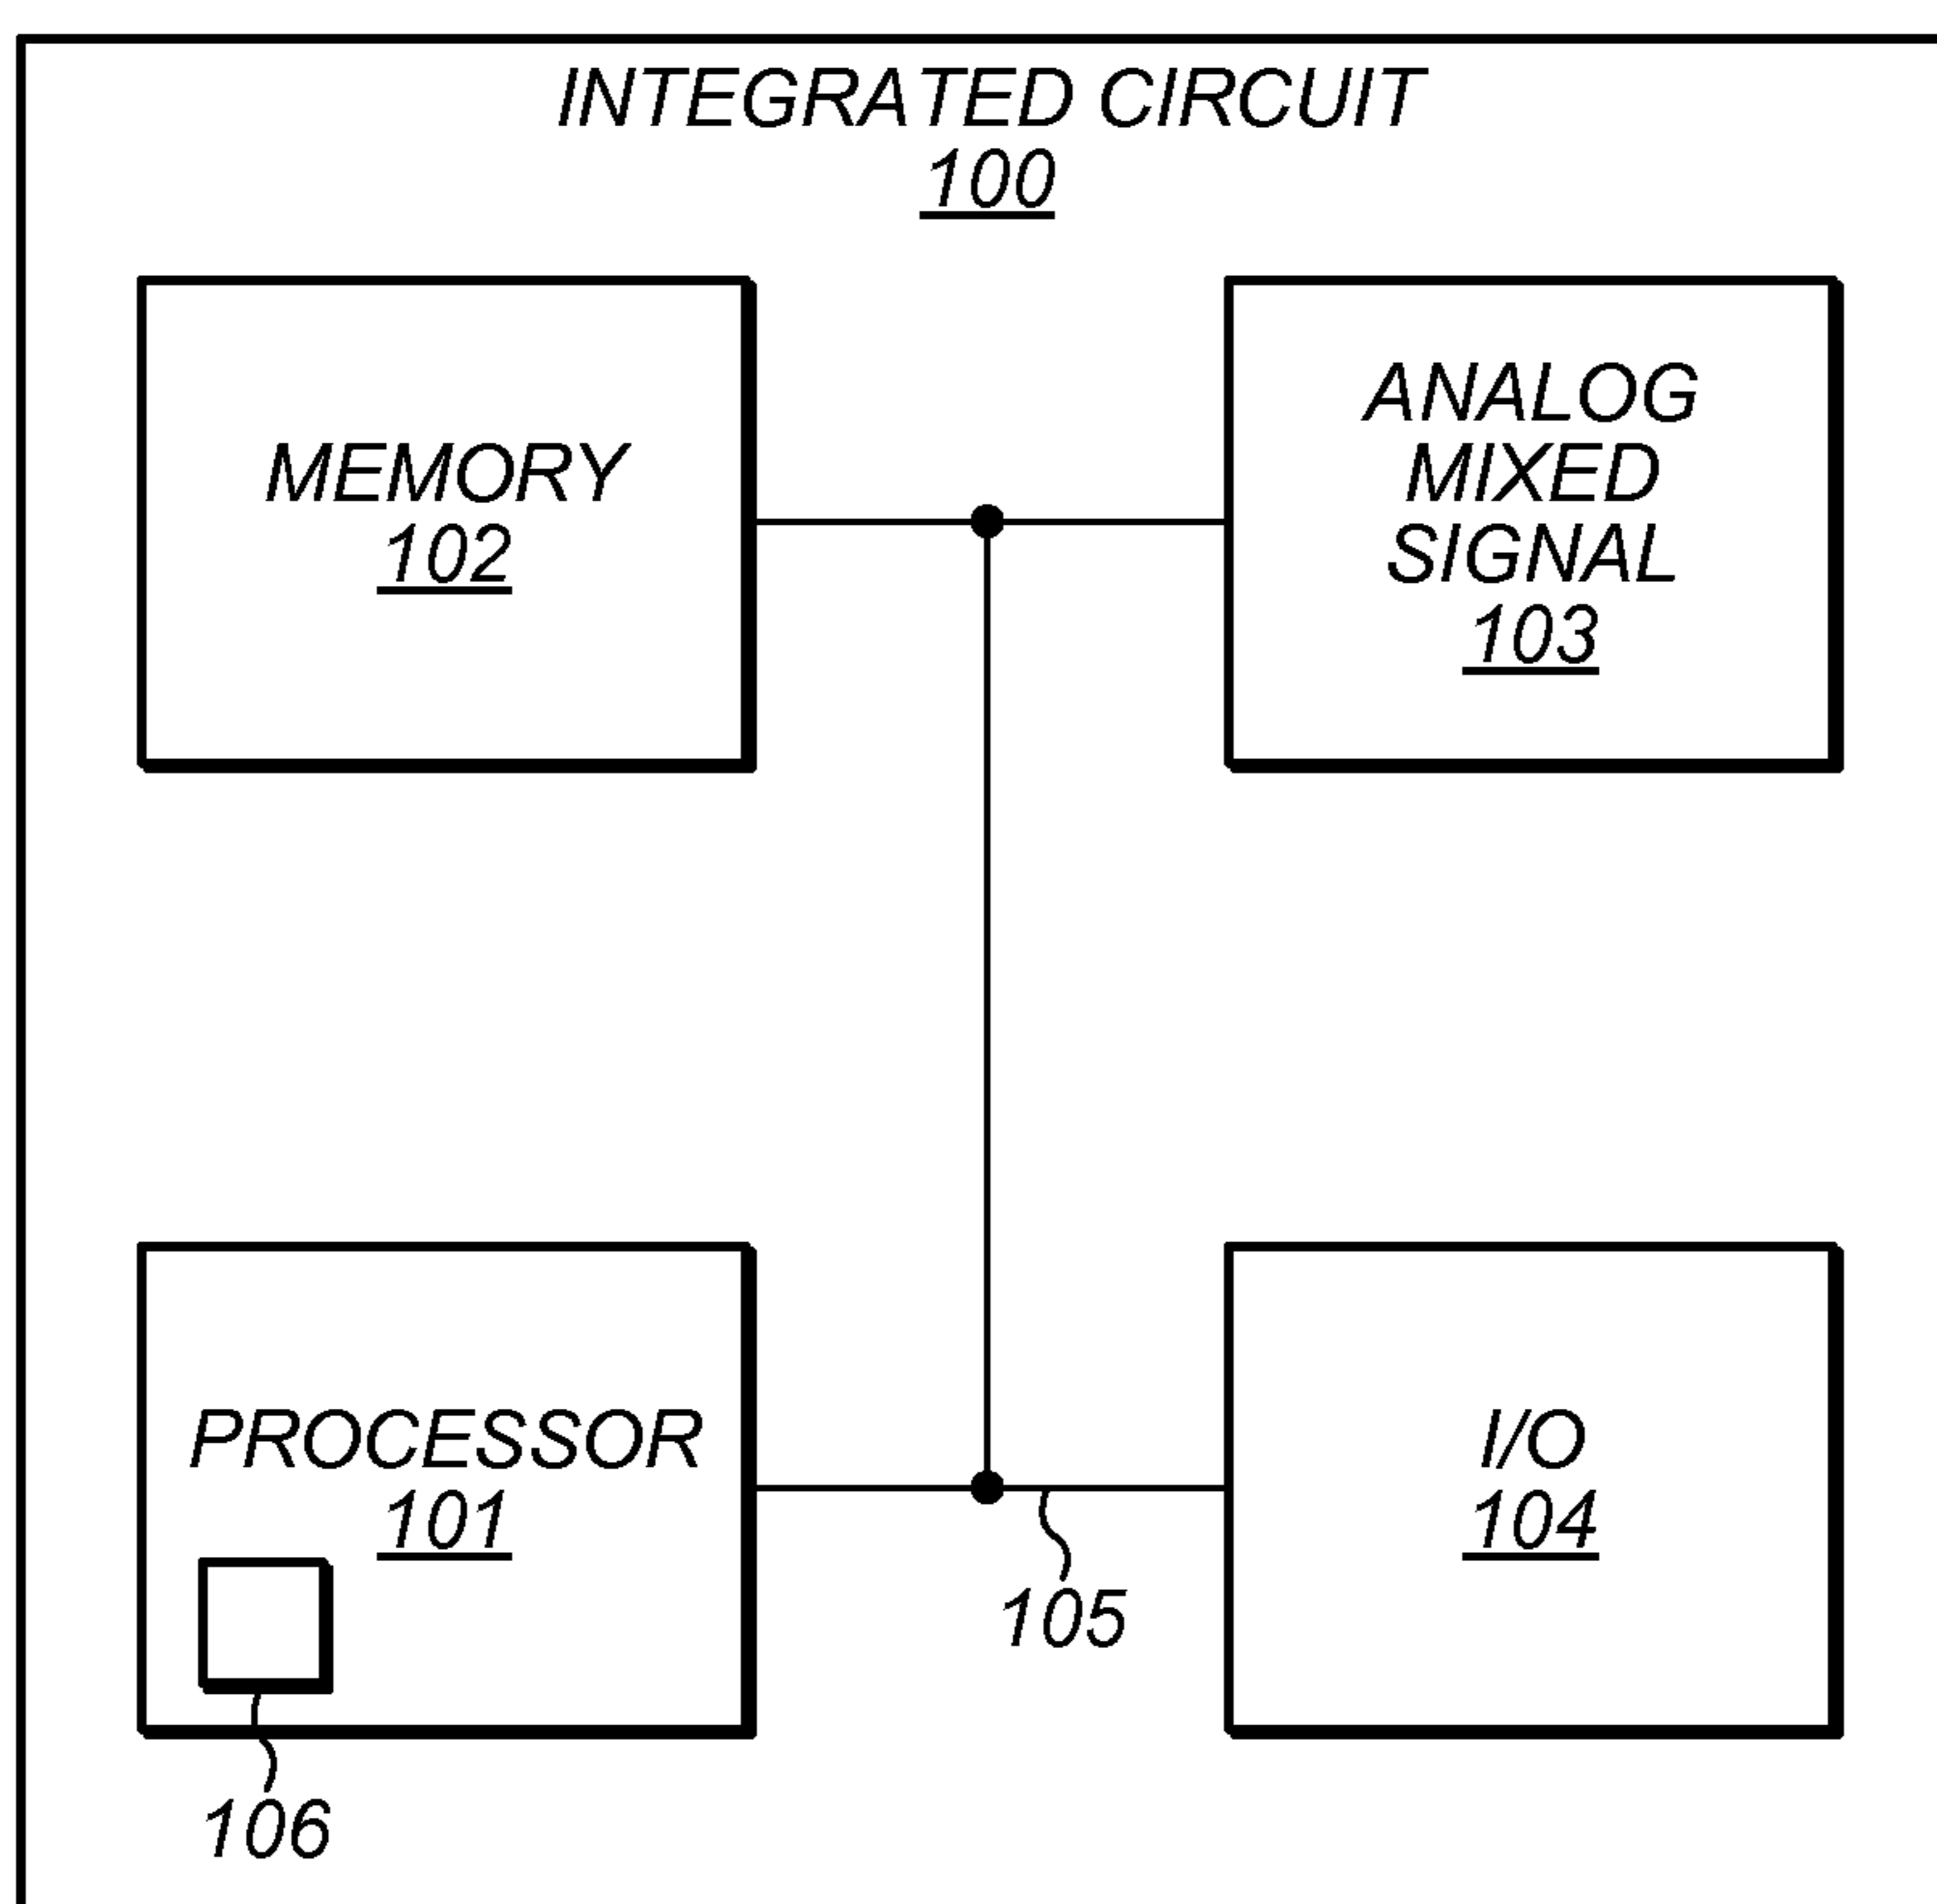 INTEGRATED CIRCUIT
100
MEMORY
102
ANALOG
MIXED
SIGNAL
103
PROCESSOR
101
I/O
104
105
106